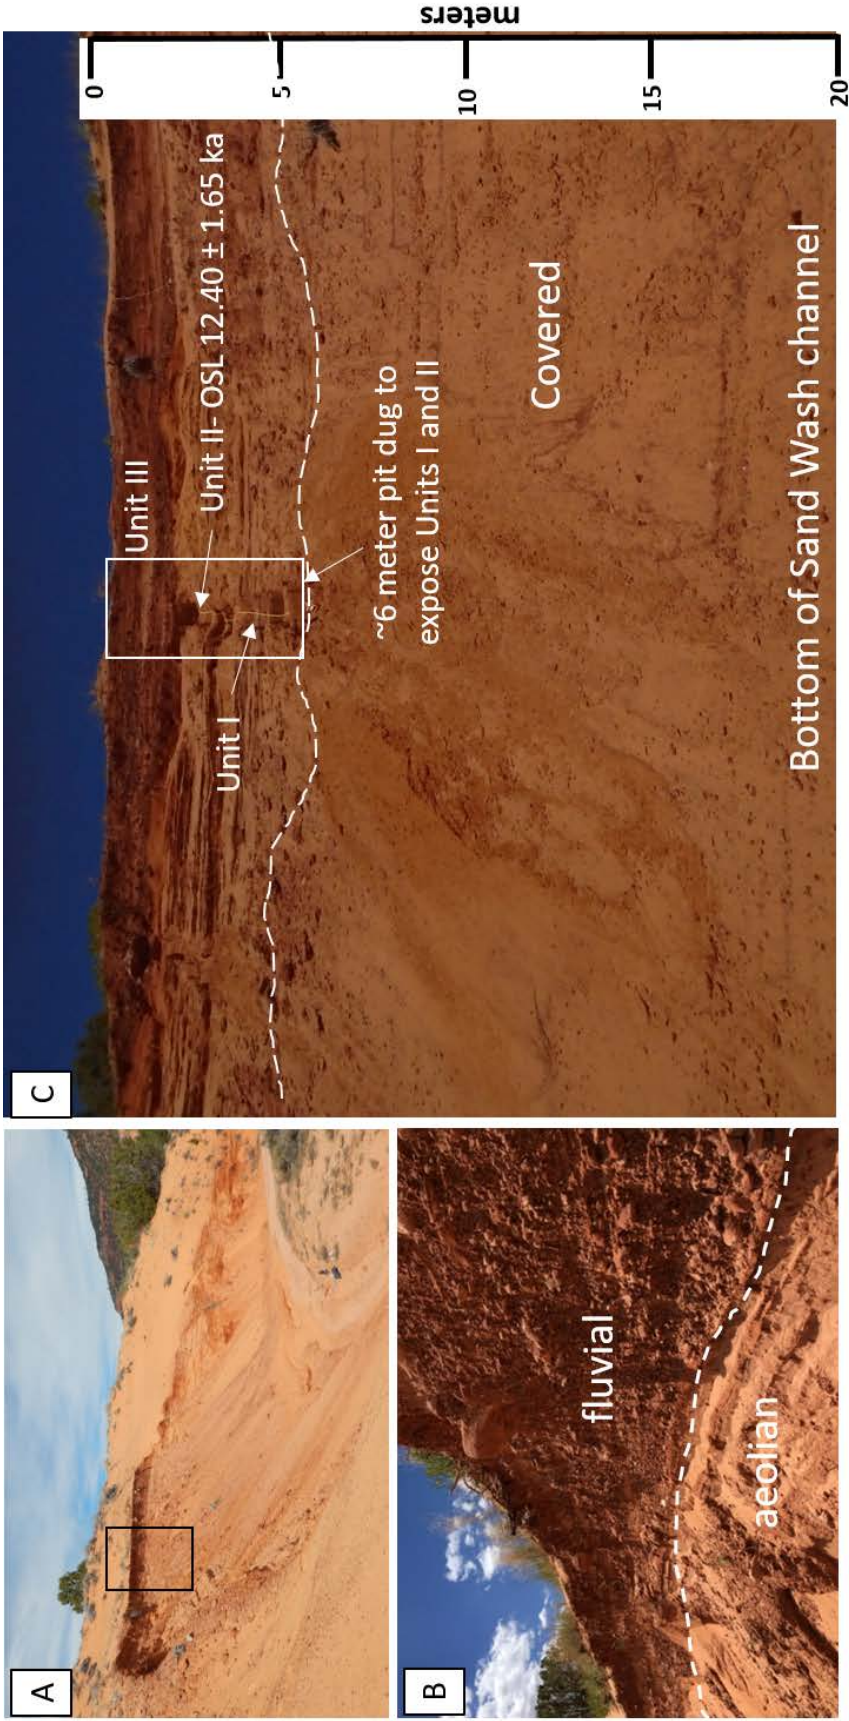 A
B
fluvial
aeolian
C
Unit III
Unit II- OSL 12.40 ± 1.65 ka
Unit I
~6 meter pit dug to
expose Units I and II
Covered
Bottom of Sand Wash channel
0
5
10
15
20
meters